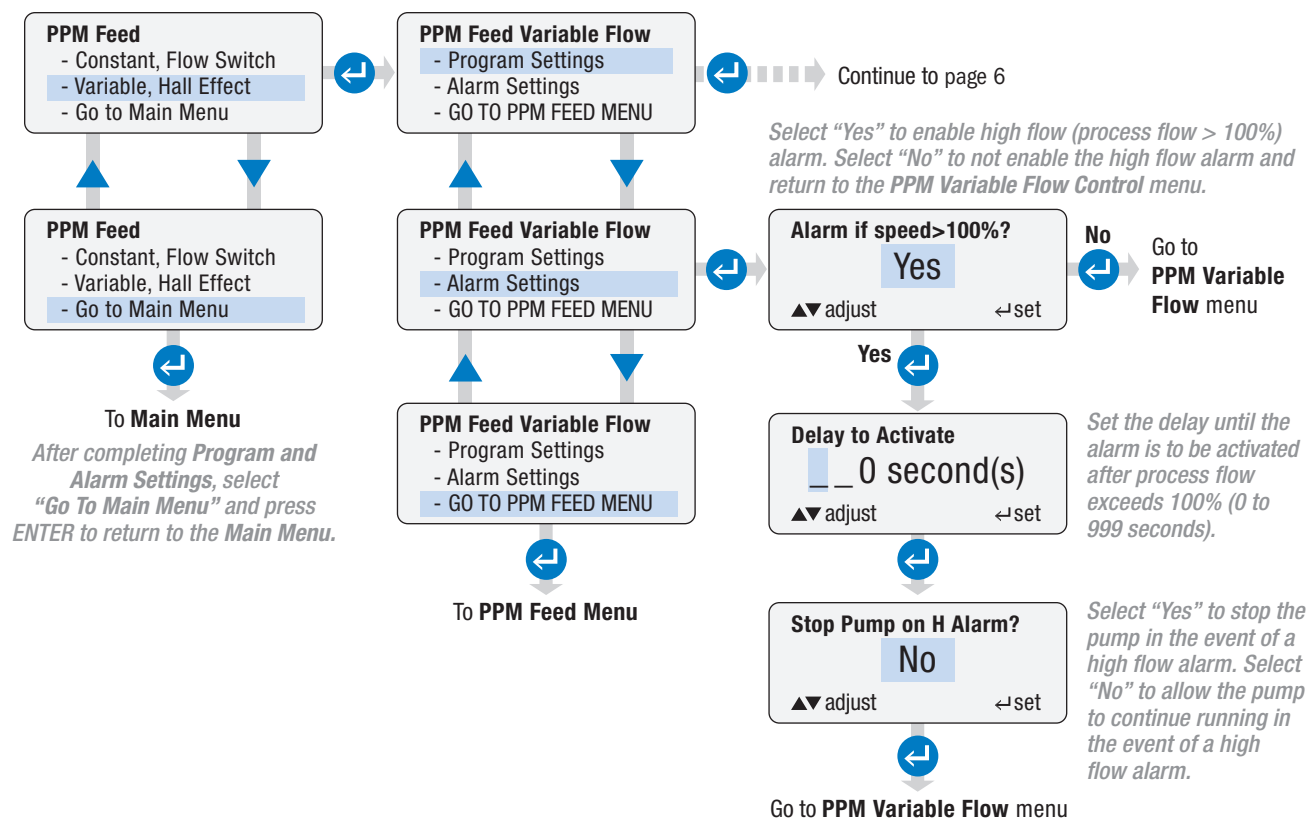 PPM Feed
- Constant, Flow Switch
- Variable, Hall Effect
- Go to Main Menu
PPM Feed Variable Flow
- Program Settings
- Alarm Settings
- GO TO PPM FEED MENU
Continue to page 6
Select “Yes” to enable high flow (process flow > 100%)
alarm. Select “No” to not enable the high flow alarm and
return to the PPM Variable Flow Control menu.
PPM Feed
- Constant, Flow Switch
- Variable, Hall Effect
- Go to Main Menu
To Main Menu
After completing Program and
Alarm Settings, select
“Go To Main Menu” and press
ENTER to return to the Main Menu.
PPM Feed Variable Flow
- Program Settings
- Alarm Settings
- GO TO PPM FEED MENU
Alarm if speed>100%?
Yes
▲▼ adjust ↵ set
No
Go to
PPM Variable
Flow menu
Yes
PPM Feed Variable Flow
- Program Settings
- Alarm Settings
- GO TO PPM FEED MENU
To PPM Feed Menu
Delay to Activate
_ _ 0 second(s)
▲▼ adjust ↵ set
Set the delay until the
alarm is to be activated
after process flow
exceeds 100% (0 to
999 seconds).
Stop Pump on H Alarm?
No
▲▼ adjust ↵ set
Select “Yes” to stop the
pump in the event of a
high flow alarm. Select
“No” to allow the pump
to continue running in
the event of a high
flow alarm.
Go to PPM Variable Flow menu